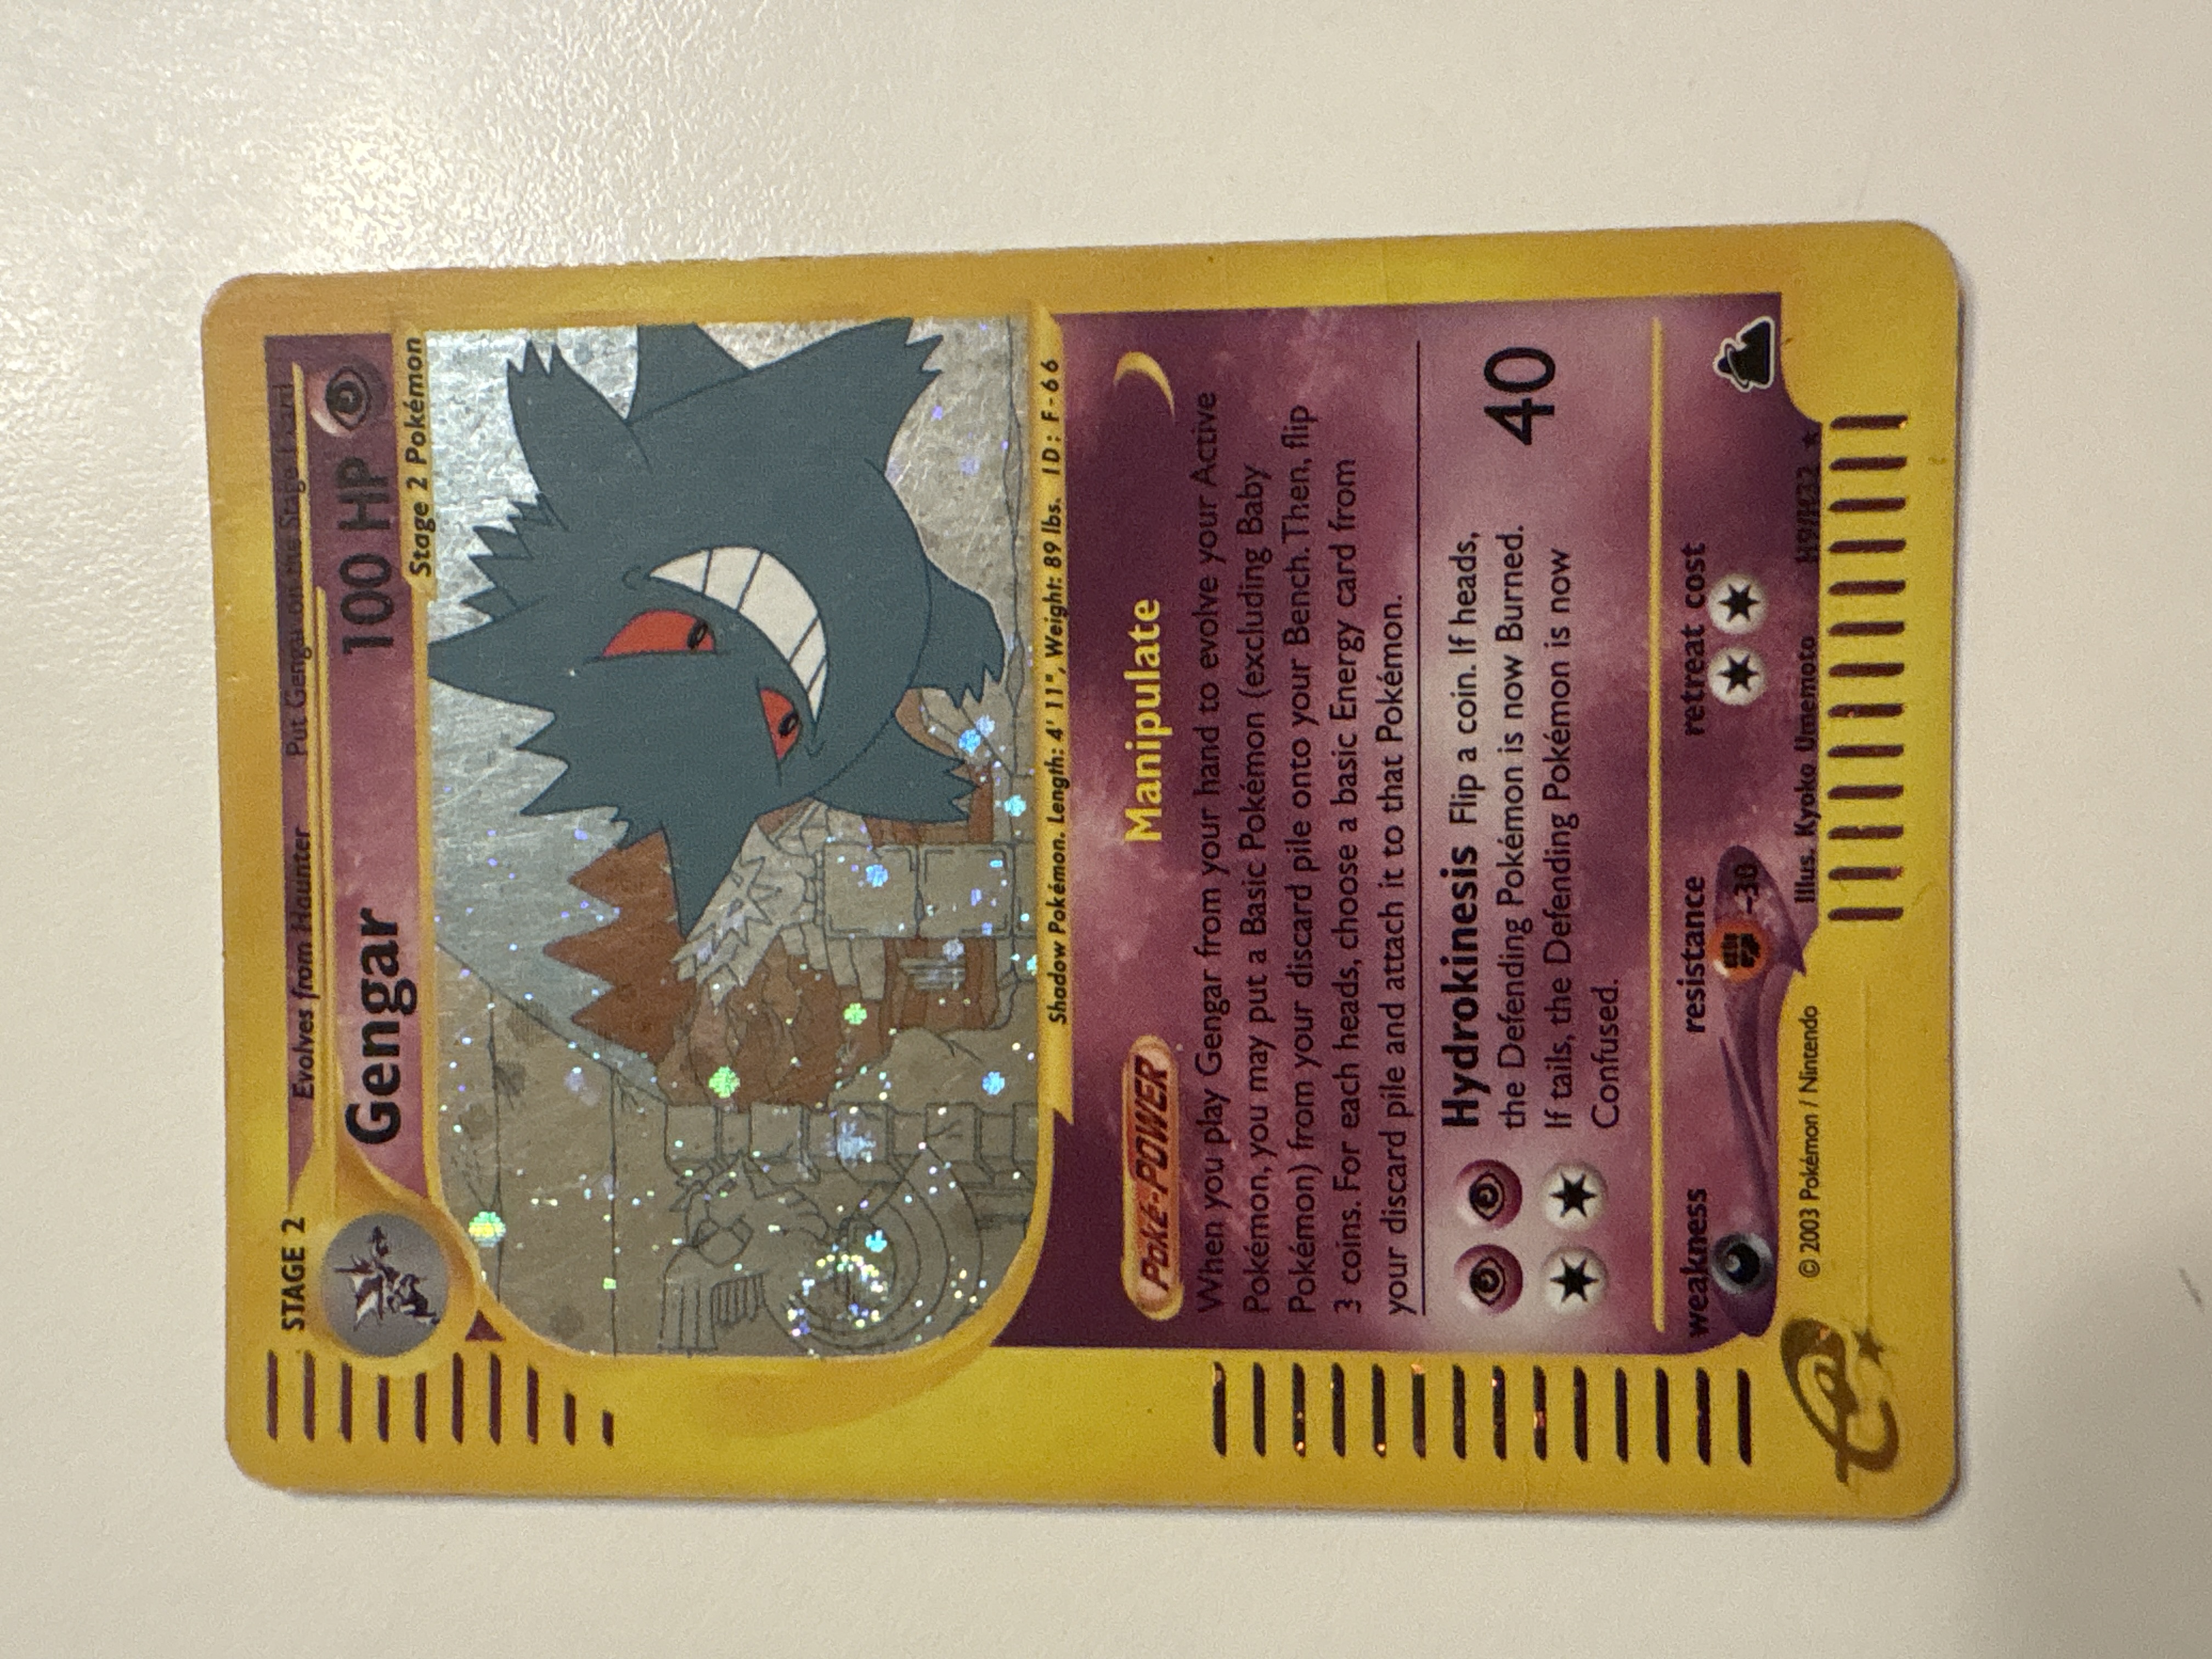 STAGE 2
Evolves from Haunter Put Gengar on the Stage 1 card
Gengar 100 HP
Stage 2 Pokémon
Shadow Pokémon. Length: 4' 11", Weight: 89 lbs. ID: F-66
POKé-POWER Manipulate
When you play Gengar from your hand to evolve your Active
Pokémon, you may put a Basic Pokémon (excluding Baby
Pokémon) from your discard pile onto your Bench. Then, flip
3 coins. For each heads, choose a basic Energy card from
your discard pile and attach it to that Pokémon.
Hydrokinesis Flip a coin. If heads,
the Defending Pokémon is now Burned.
If tails, the Defending Pokémon is now
Confused.
40
weakness resistance retreat cost
-30
Illus. Kyoko Umemoto H9/H32
© 2003 Pokémon / Nintendo
e